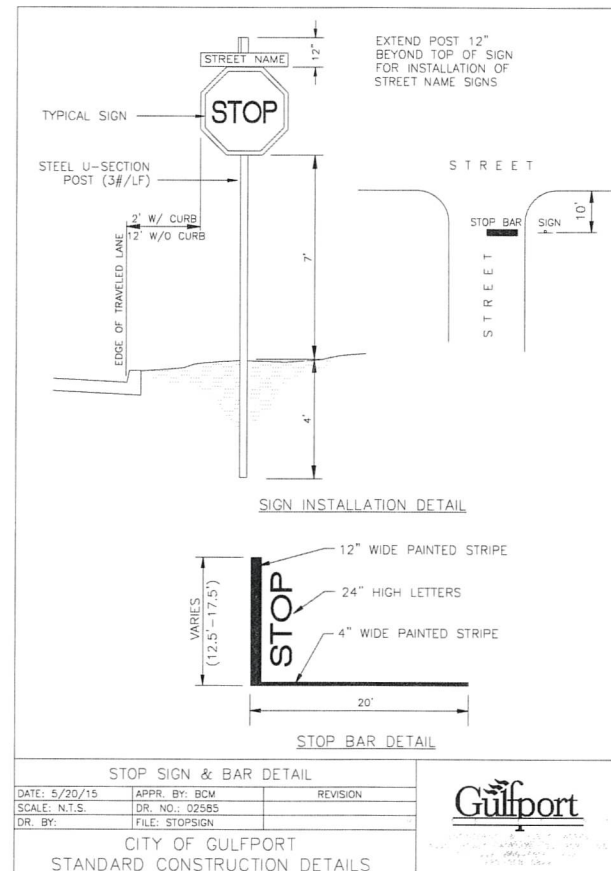 EXTEND POST 12"
BEYOND TOP OF SIGN
FOR INSTALLATION OF
STREET NAME SIGNS
12"
STREET NAME
STOP
TYPICAL SIGN
STEEL U-SECTION
POST (3#/LF)
2' W/ CURB
12' W/O CURB
EDGE OF TRAVELED LANE
7'
4'
STREET
STOP BAR
SIGN
10'
STREET
SIGN INSTALLATION DETAIL
12" WIDE PAINTED STRIPE
24" HIGH LETTERS
4" WIDE PAINTED STRIPE
STOP
VARIES
(12.5'-17.5')
20'
STOP BAR DETAIL
STOP SIGN & BAR DETAIL
DATE: 5/20/15 APPR. BY: BCM REVISION
SCALE: N.T.S. DR. NO.: 02585
DR. BY: FILE: STOPSIGN
CITY OF GULFPORT
STANDARD CONSTRUCTION DETAILS
Gulfport